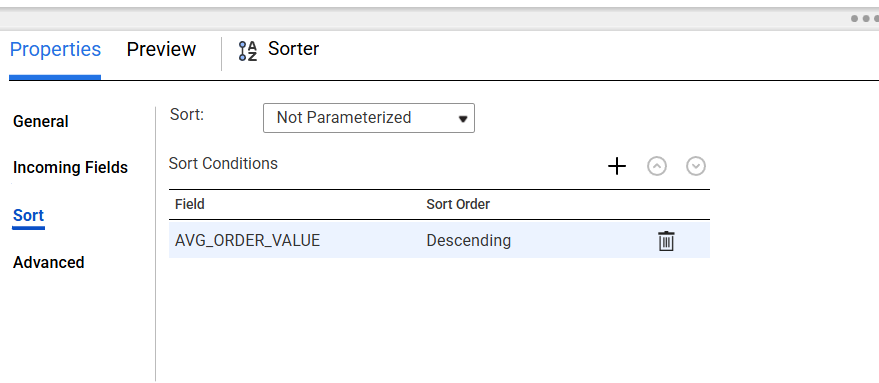 Properties Preview Sorter
General
Incoming Fields
Sort
Advanced
Sort: Not Parameterized
Sort Conditions
Field Sort Order
AVG_ORDER_VALUE Descending